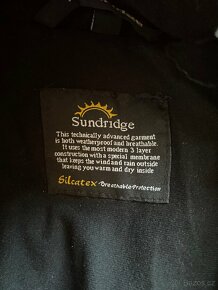 Sundridge
This technically advanced garment
is both weatherproof and breathable.
It uses the most modern 3 layer
construction with a special membrane
that keeps the wind and rain outside
leaving you warm and dry inside
Silcatex - Breathable-Protection
bazos.cz